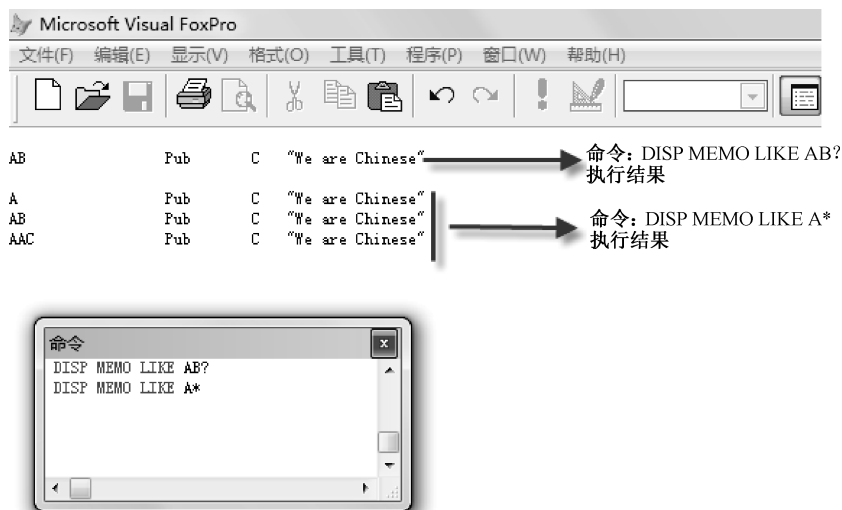 Microsoft Visual FoxPro
文件(F) 编辑(E) 显示(V) 格式(O) 工具(T) 程序(P) 窗口(W) 帮助(H)
AB Pub C "We are Chinese"
命令: DISP MEMO LIKE AB?
执行结果
A Pub C "We are Chinese"
AB Pub C "We are Chinese"
AAC Pub C "We are Chinese"
命令: DISP MEMO LIKE A*
执行结果
命令
DISP MEMO LIKE AB?
DISP MEMO LIKE A*